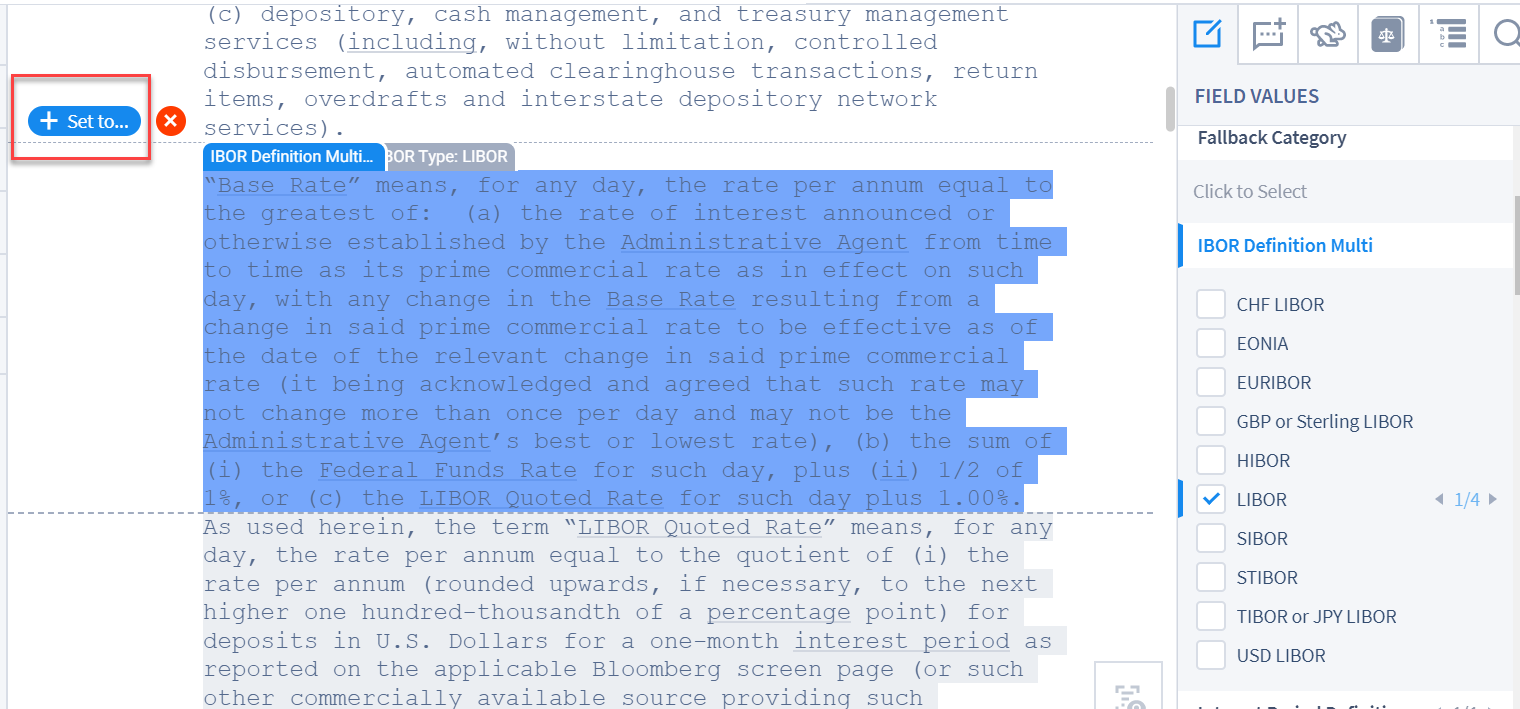 (c) depository, cash management, and treasury management
services (including, without limitation, controlled
disbursement, automated clearinghouse transactions, return
items, overdrafts and interstate depository network
services).
+ Set to...
IBOR Definition Multi... BOR Type: LIBOR
“Base Rate” means, for any day, the rate per annum equal to
the greatest of: (a) the rate of interest announced or
otherwise established by the Administrative Agent from time
to time as its prime commercial rate as in effect on such
day, with any change in the Base Rate resulting from a
change in said prime commercial rate to be effective as of
the date of the relevant change in said prime commercial
rate (it being acknowledged and agreed that such rate may
not change more than once per day and may not be the
Administrative Agent’s best or lowest rate), (b) the sum of
(i) the Federal Funds Rate for such day, plus (ii) 1/2 of
1%, or (c) the LIBOR Quoted Rate for such day plus 1.00%.
As used herein, the term “LIBOR Quoted Rate” means, for any
day, the rate per annum equal to the quotient of (i) the
rate per annum (rounded upwards, if necessary, to the next
higher one hundred-thousandth of a percentage point) for
deposits in U.S. Dollars for a one-month interest period as
reported on the applicable Bloomberg screen page (or such
other commercially available source providing such
FIELD VALUES
Fallback Category
Click to Select
IBOR Definition Multi
CHF LIBOR
EONIA
EURIBOR
GBP or Sterling LIBOR
HIBOR
LIBOR 1/4
SIBOR
STIBOR
TIBOR or JPY LIBOR
USD LIBOR